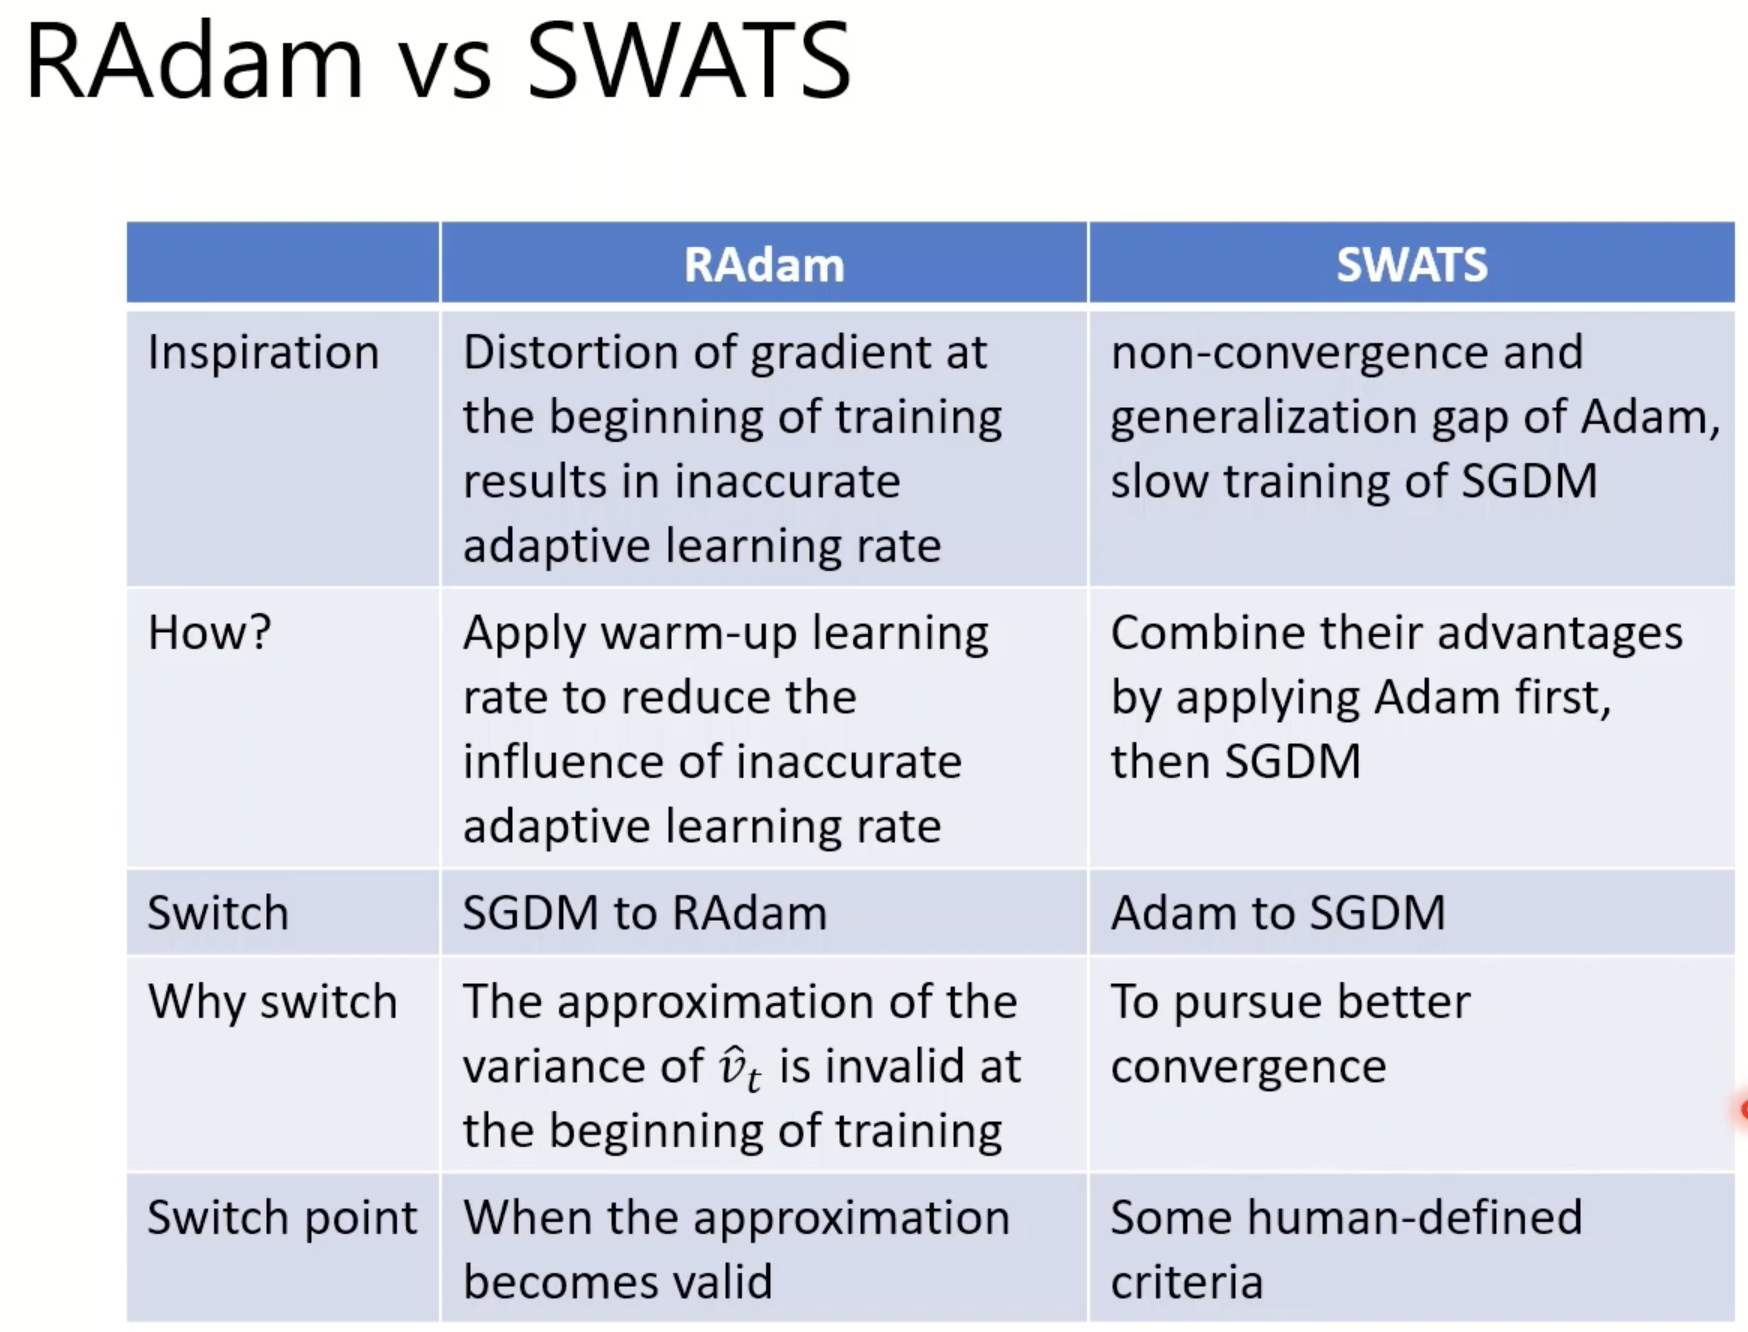 RAdam vs SWATS
RAdam
SWATS
Inspiration
Distortion of gradient at
the beginning of training
results in inaccurate
adaptive learning rate
non-convergence and
generalization gap of Adam,
slow training of SGDM
How?
Apply warm-up learning
rate to reduce the
influence of inaccurate
adaptive learning rate
Combine their advantages
by applying Adam first,
then SGDM
Switch
SGDM to RAdam
Adam to SGDM
Why switch
The approximation of the
variance of v̂ₜ is invalid at
the beginning of training
To pursue better
convergence
Switch point
When the approximation
becomes valid
Some human-defined
criteria